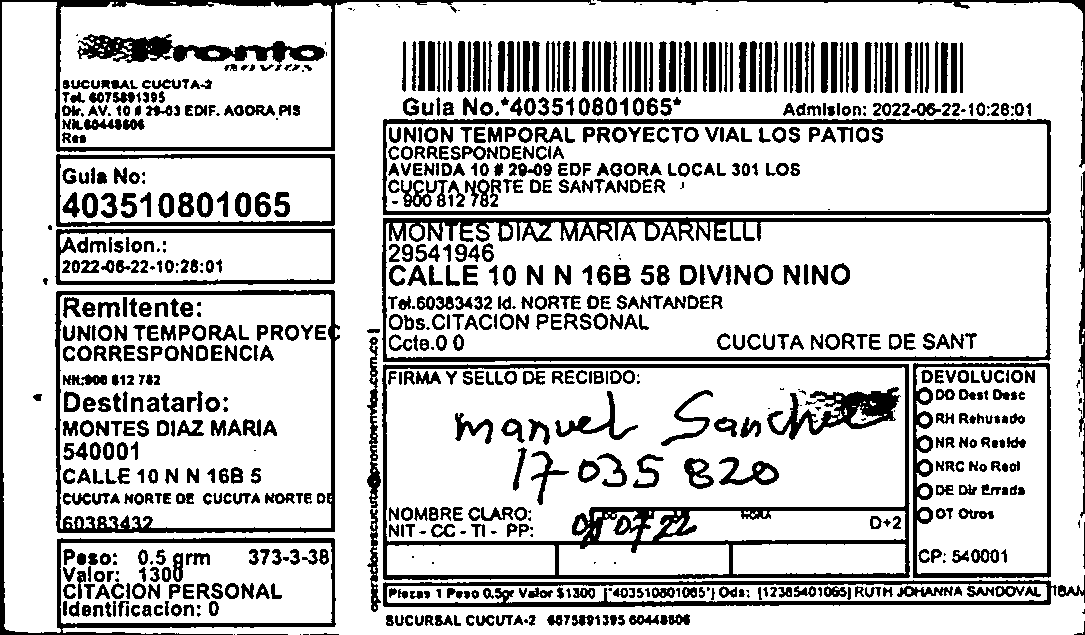 Pronto
envios
SUCURSAL CUCUTA-2
Tel. 6075891395
Dir. AV. 10 # 29-03 EDIF. AGORA PIS
Nit.60448606
Res
Guia No:
403510801065
Admision.:
2022-06-22-10:28:01
Remitente:
UNION TEMPORAL PROYEC
CORRESPONDENCIA
Nit:900 812 782
Destinatario:
MONTES DIAZ MARIA
540001
CALLE 10 N N 16B 5
CUCUTA NORTE DE CUCUTA NORTE DE
60383432
Peso: 0.5 grm 373-3-38
Valor: 1300
CITACION PERSONAL
Identificacion: 0
operacionescucuta@prontoenvios.com.co
Guia No.*403510801065*
Admision: 2022-06-22-10:28:01
UNION TEMPORAL PROYECTO VIAL LOS PATIOS
CORRESPONDENCIA
AVENIDA 10 # 29-09 EDF AGORA LOCAL 301 LOS
CUCUTA NORTE DE SANTANDER
- 900 812 782
MONTES DIAZ MARIA DARNELLI
29541946
CALLE 10 N N 16B 58 DIVINO NINO
Tel.60383432 Id. NORTE DE SANTANDER
Obs.CITACION PERSONAL
Ccte.0 0 CUCUTA NORTE DE SANT
FIRMA Y SELLO DE RECIBIDO:
manuel Sanchez
17035820
NOMBRE CLARO:
NIT - CC - TI - PP:
07 22
HORA
D+2
DEVOLUCION
DD Dest Desc
RH Rehusado
NR No Reside
NRC No Recl
DE Dir Errada
OT Otros
CP: 540001
Piezas 1 Peso 0.5gr Valor $1300 [*403510801065*] Ods: [12385401065] RUTH JOHANNA SANDOVAL
SUCURSAL CUCUTA-2 6075891395 60448606